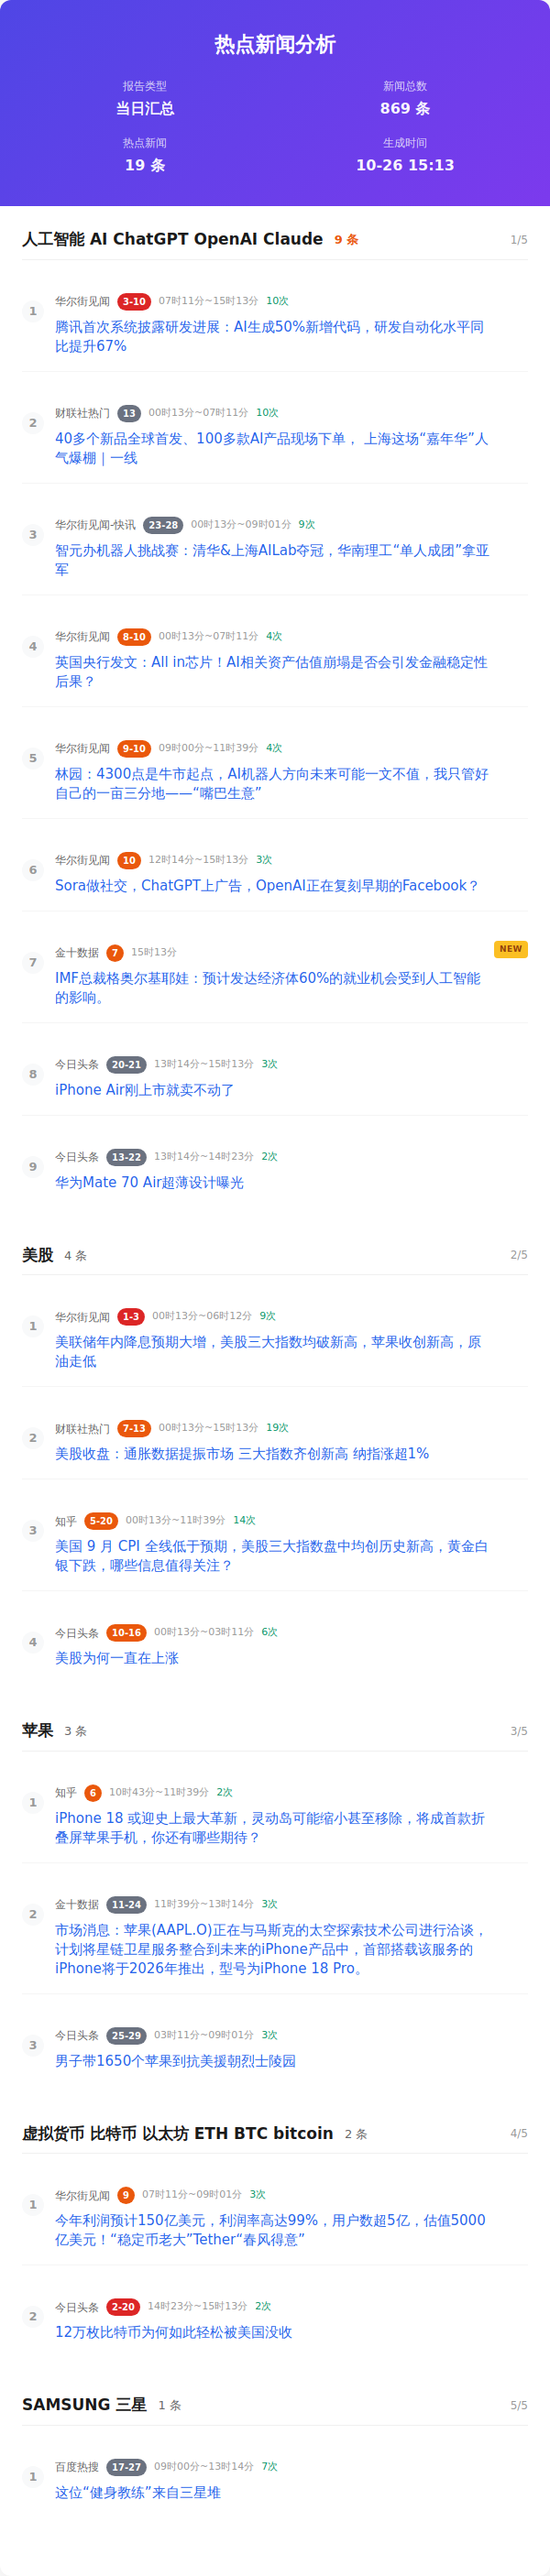 热点新闻分析
报告类型
当日汇总
新闻总数
869 条
热点新闻
19 条
生成时间
10-26 15:13
人工智能 AI ChatGPT OpenAI Claude 9 条 1/5
1 华尔街见闻 3-10 07时11分~15时13分 10次
腾讯首次系统披露研发进展：AI生成50%新增代码，研发自动化水平同
比提升67%
2 财联社热门 13 00时13分~07时11分 10次
40多个新品全球首发、100多款AI产品现场下单， 上海这场“嘉年华”人
气爆棚｜一线
3 华尔街见闻-快讯 23-28 00时13分~09时01分 9次
智元办机器人挑战赛：清华&上海AILab夺冠，华南理工“单人成团”拿亚
军
4 华尔街见闻 8-10 00时13分~07时11分 4次
英国央行发文：All in芯片！AI相关资产估值崩塌是否会引发金融稳定性
后果？
5 华尔街见闻 9-10 09时00分~11时39分 4次
林园：4300点是牛市起点，AI机器人方向未来可能一文不值，我只管好
自己的一亩三分地——“嘴巴生意”
6 华尔街见闻 10 12时14分~15时13分 3次
Sora做社交，ChatGPT上广告，OpenAI正在复刻早期的Facebook？
7 金十数据 7 15时13分 NEW
IMF总裁格奥尔基耶娃：预计发达经济体60%的就业机会受到人工智能
的影响。
8 今日头条 20-21 13时14分~15时13分 3次
iPhone Air刚上市就卖不动了
9 今日头条 13-22 13时14分~14时23分 2次
华为Mate 70 Air超薄设计曝光
美股 4 条 2/5
1 华尔街见闻 1-3 00时13分~06时12分 9次
美联储年内降息预期大增，美股三大指数均破新高，苹果收创新高，原
油走低
2 财联社热门 7-13 00时13分~15时13分 19次
美股收盘：通胀数据提振市场 三大指数齐创新高 纳指涨超1%
3 知乎 5-20 00时13分~11时39分 14次
美国 9 月 CPI 全线低于预期，美股三大指数盘中均创历史新高，黄金白
银下跌，哪些信息值得关注？
4 今日头条 10-16 00时13分~03时11分 6次
美股为何一直在上涨
苹果 3 条 3/5
1 知乎 6 10时43分~11时39分 2次
iPhone 18 或迎史上最大革新，灵动岛可能缩小甚至移除，将成首款折
叠屏苹果手机，你还有哪些期待？
2 金十数据 11-24 11时39分~13时14分 3次
市场消息：苹果(AAPL.O)正在与马斯克的太空探索技术公司进行洽谈，
计划将星链卫星服务整合到未来的iPhone产品中，首部搭载该服务的
iPhone将于2026年推出，型号为iPhone 18 Pro。
3 今日头条 25-29 03时11分~09时01分 3次
男子带1650个苹果到抗美援朝烈士陵园
虚拟货币 比特币 以太坊 ETH BTC bitcoin 2 条 4/5
1 华尔街见闻 9 07时11分~09时01分 3次
今年利润预计150亿美元，利润率高达99%，用户数超5亿，估值5000
亿美元！“稳定币老大”Tether“春风得意”
2 今日头条 2-20 14时23分~15时13分 2次
12万枚比特币为何如此轻松被美国没收
SAMSUNG 三星 1 条 5/5
1 百度热搜 17-27 09时00分~13时14分 7次
这位“健身教练”来自三星堆